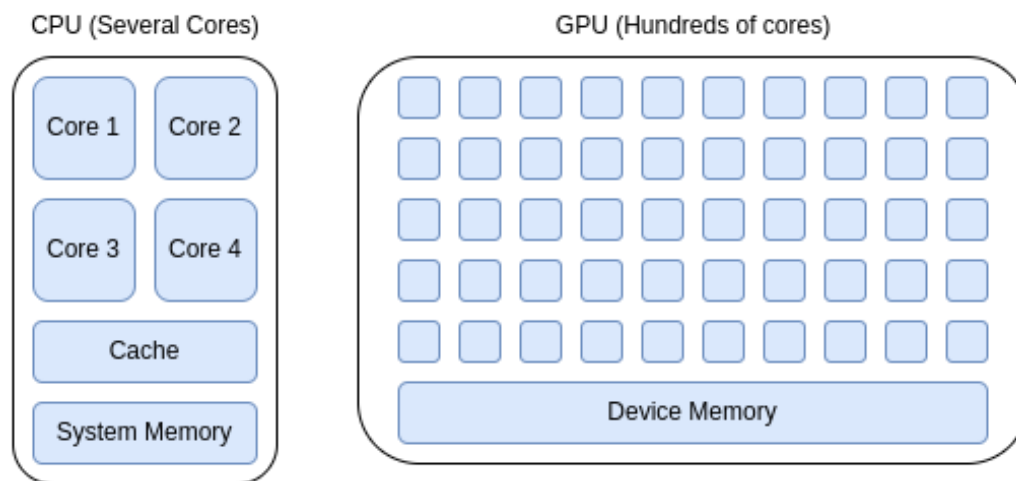 CPU (Several Cores)
GPU (Hundreds of cores)
Core 1
Core 2
Core 3
Core 4
Cache
System Memory
Device Memory